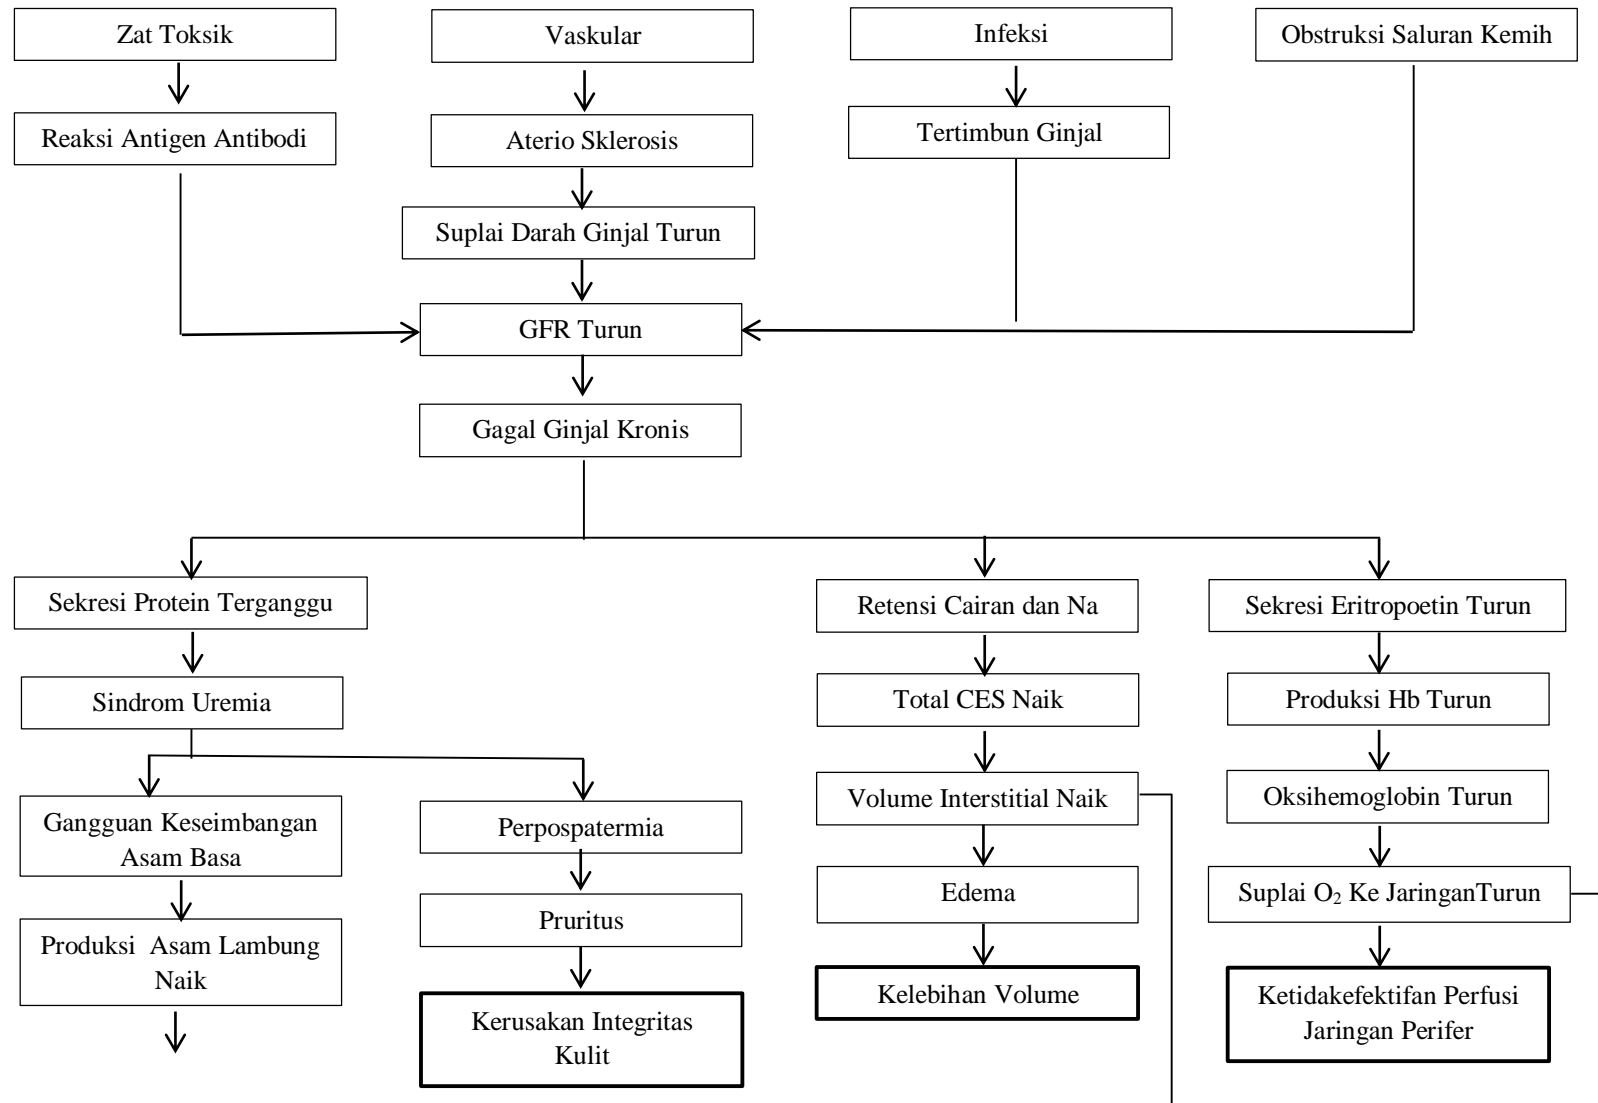 Zat Toksik
Vaskular
Infeksi
Obstruksi Saluran Kemih
Reaksi Antigen Antibodi
Aterio Sklerosis
Tertimbun Ginjal
Suplai Darah Ginjal Turun
GFR Turun
Gagal Ginjal Kronis
Sekresi Protein Terganggu
Retensi Cairan dan Na
Sekresi Eritropoetin Turun
Sindrom Uremia
Total CES Naik
Produksi Hb Turun
Gangguan Keseimbangan
Asam Basa
Perpospatermia
Volume Interstitial Naik
Oksihemoglobin Turun
Edema
Suplai O₂ Ke JaringanTurun
Produksi  Asam Lambung
Naik
Pruritus
Kelebihan Volume
Ketidakefektifan Perfusi
Jaringan Perifer
Kerusakan Integritas
Kulit